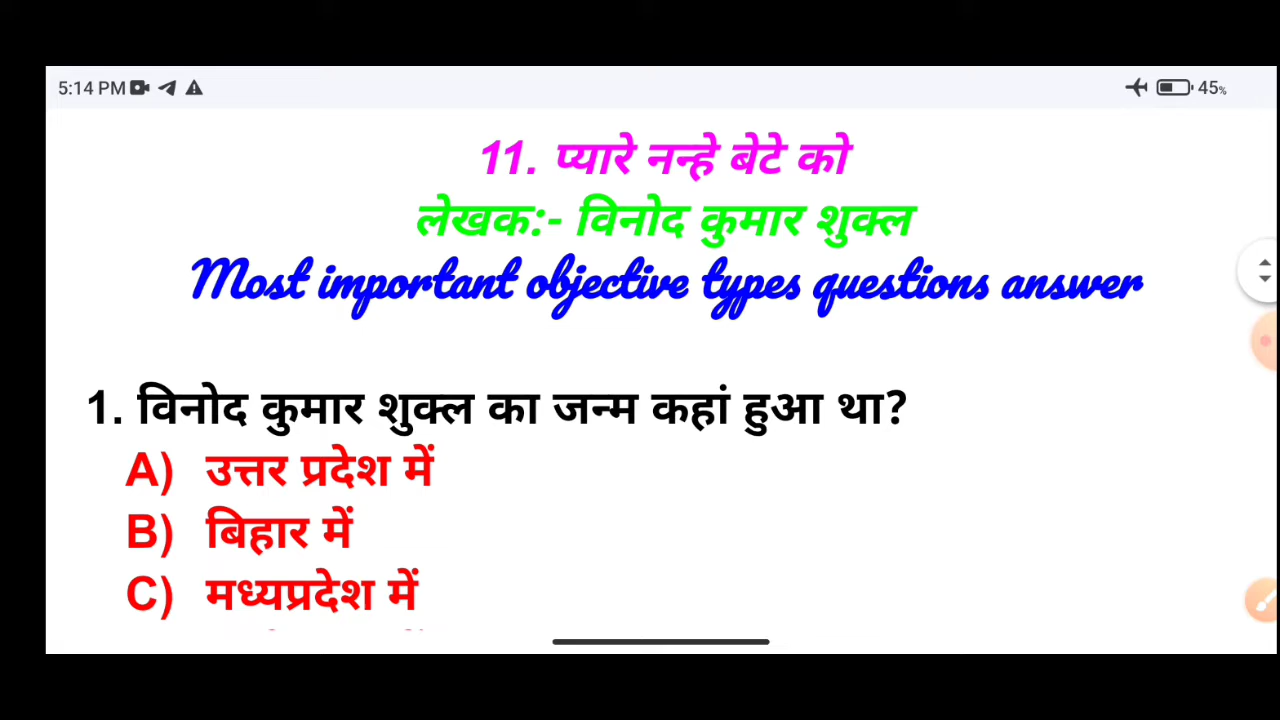 5:14 PM
45%
11. प्यारे नन्हे बेटे को
लेखक:- विनोद कुमार शुक्ल
Most important objective types questions answer
1. विनोद कुमार शुक्ल का जन्म कहां हुआ था?
A) उत्तर प्रदेश में
B) बिहार में
C) मध्यप्रदेश में